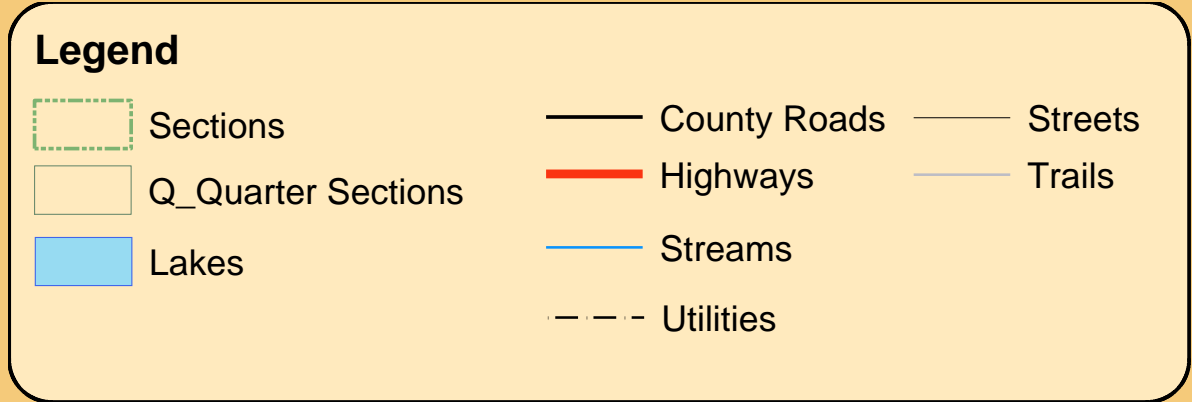 Legend
Sections
Q_Quarter Sections
Lakes
County Roads
Highways
Streams
Utilities
Streets
Trails